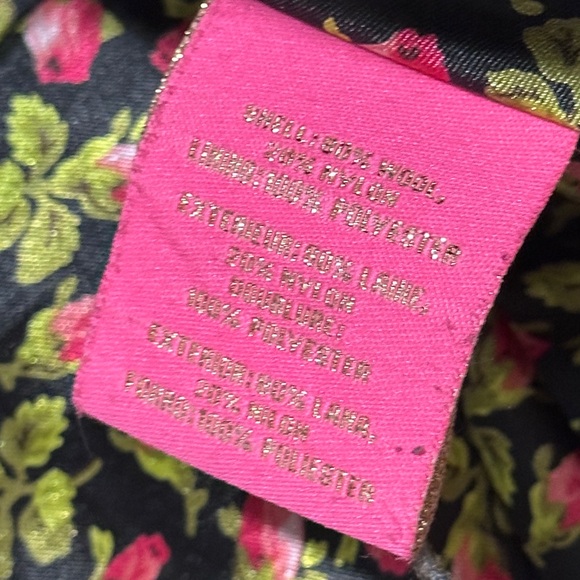 SHELL: 80% WOOL,
20% NYLON
LINING: 100% POLYESTER
EXTERIEUR: 80% LAINE,
20% NYLON
DOUBLURE:
100% POLYESTER
EXTERIOR: 80% LANA,
20% NILON
FORRO: 100% POLIESTER